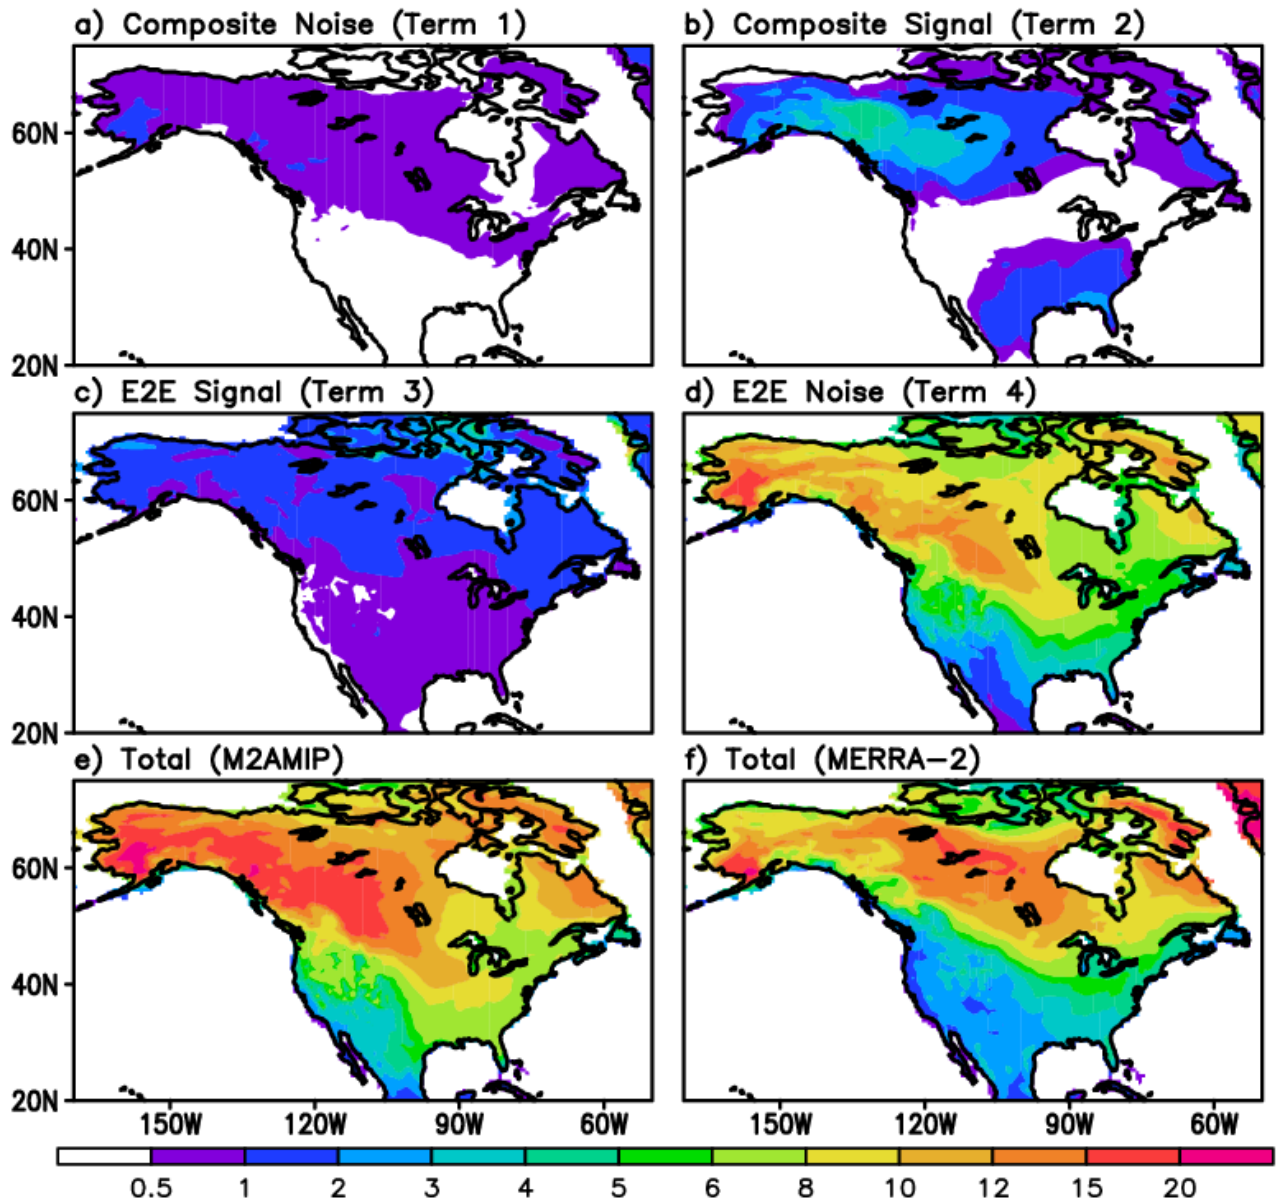 a) Composite Noise (Term 1)
b) Composite Signal (Term 2)
60N
40N
20N
c) E2E Signal (Term 3)
d) E2E Noise (Term 4)
60N
40N
20N
e) Total (M2AMIP)
f) Total (MERRA-2)
60N
40N
20N
150W 120W 90W 60W
150W 120W 90W 60W
0.5 1 2 3 4 5 6 8 10 12 15 20